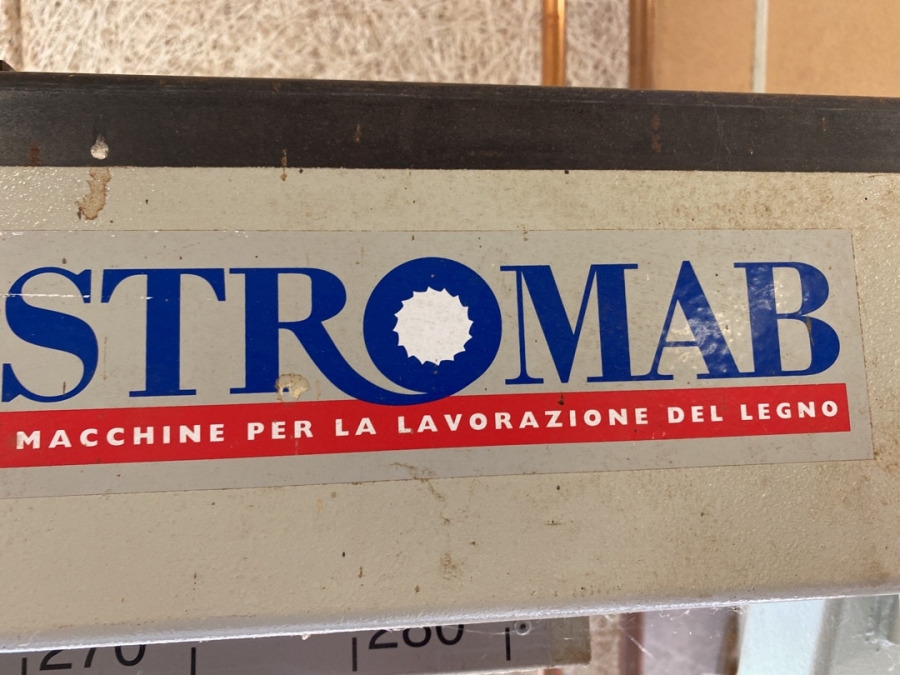 STROMAB
MACCHINE PER LA LAVORAZIONE DEL LEGNO
270 280